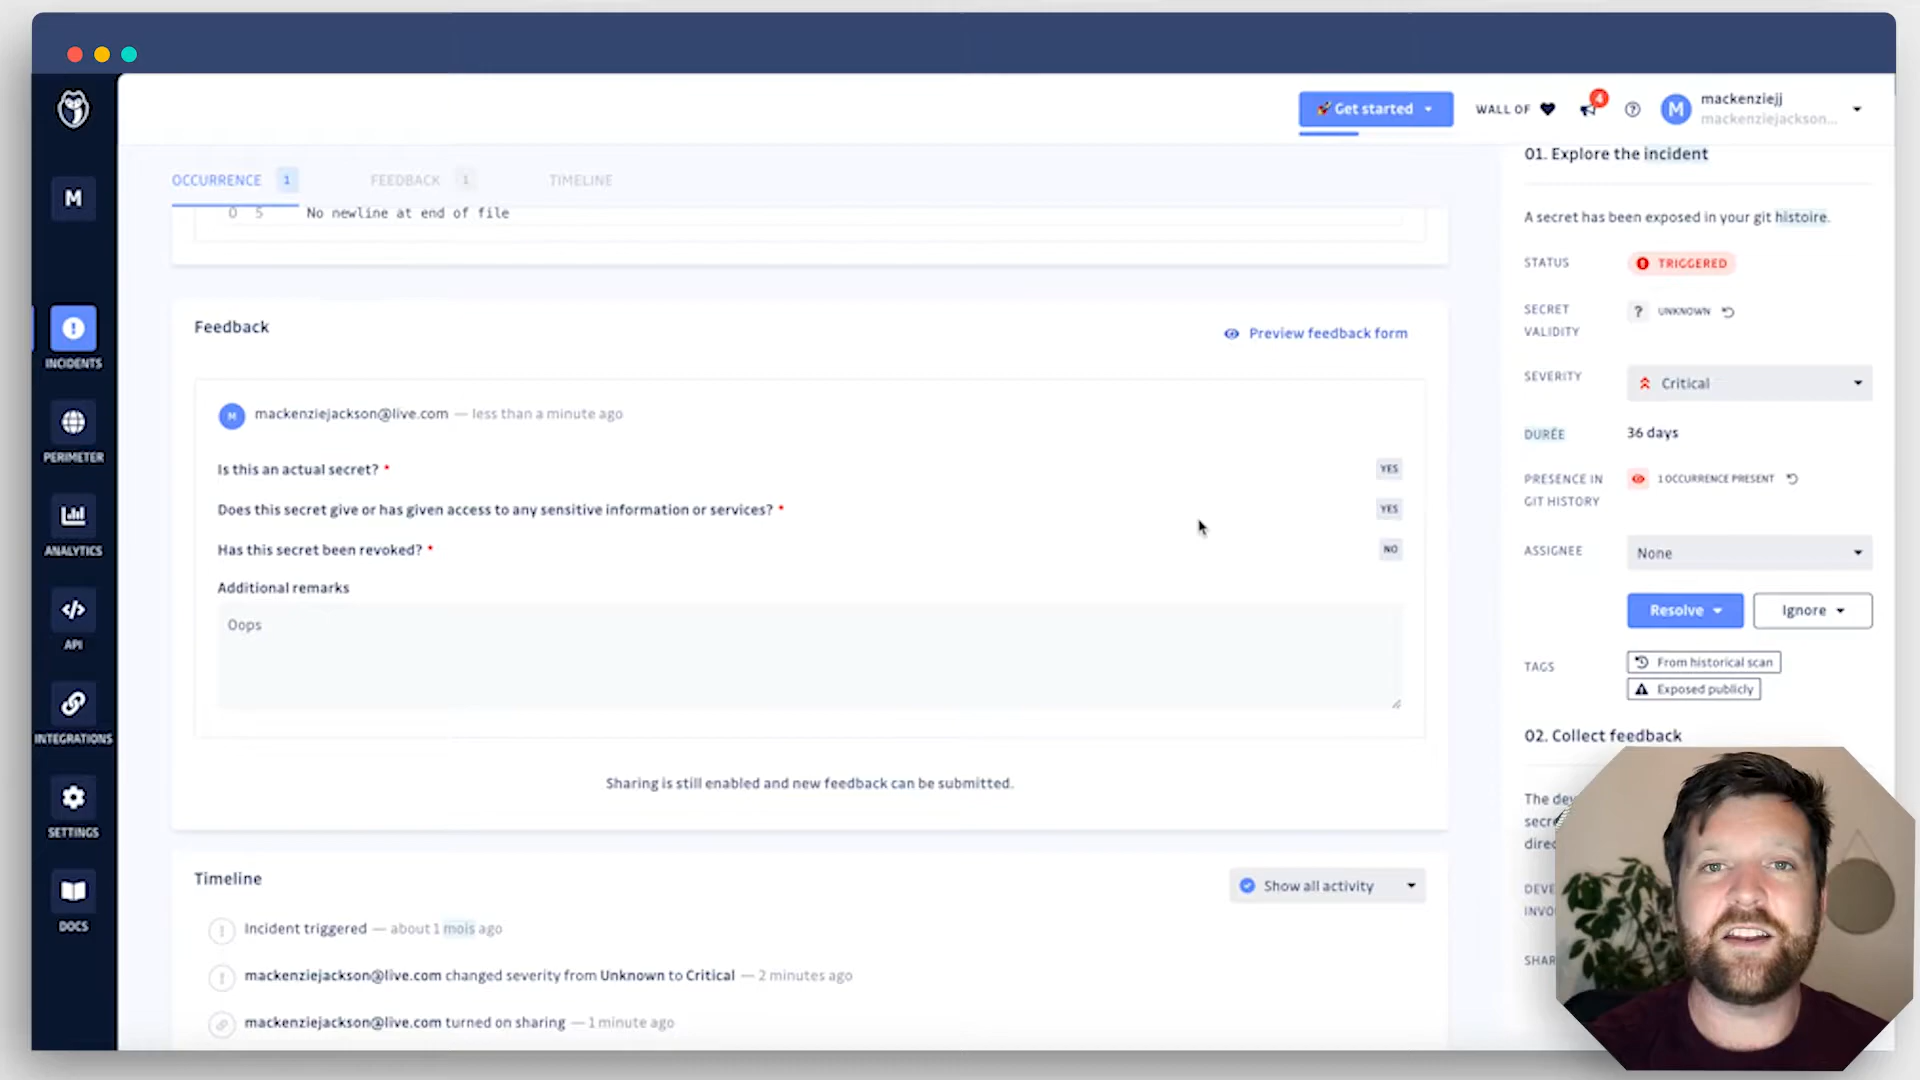 🚀 Get started
WALL OF 🖤
4
M
mackenziejj
mackenziejackson...
M
INCIDENTS
PERIMETER
ANALYTICS
API
INTEGRATIONS
SETTINGS
DOCS
OCCURRENCE 1
FEEDBACK 1
TIMELINE
0 5 No newline at end of file
Feedback
Preview feedback form
M mackenziejackson@live.com — less than a minute ago
Is this an actual secret? * YES
Does this secret give or has given access to any sensitive information or services? * YES
Has this secret been revoked? * NO
Additional remarks
Oops
Sharing is still enabled and new feedback can be submitted.
Timeline
Show all activity
Incident triggered — about 1 mois ago
mackenziejackson@live.com changed severity from Unknown to Critical — 2 minutes ago
mackenziejackson@live.com turned on sharing — 1 minute ago
01. Explore the incident
A secret has been exposed in your git histoire.
STATUS
TRIGGERED
SECRET
VALIDITY
? UNKNOWN
SEVERITY
Critical
DURÉE
36 days
PRESENCE IN
GIT HISTORY
1 OCCURRENCE PRESENT
ASSIGNEE
None
Resolve
Ignore
TAGS
From historical scan
Exposed publicly
02. Collect feedback
The